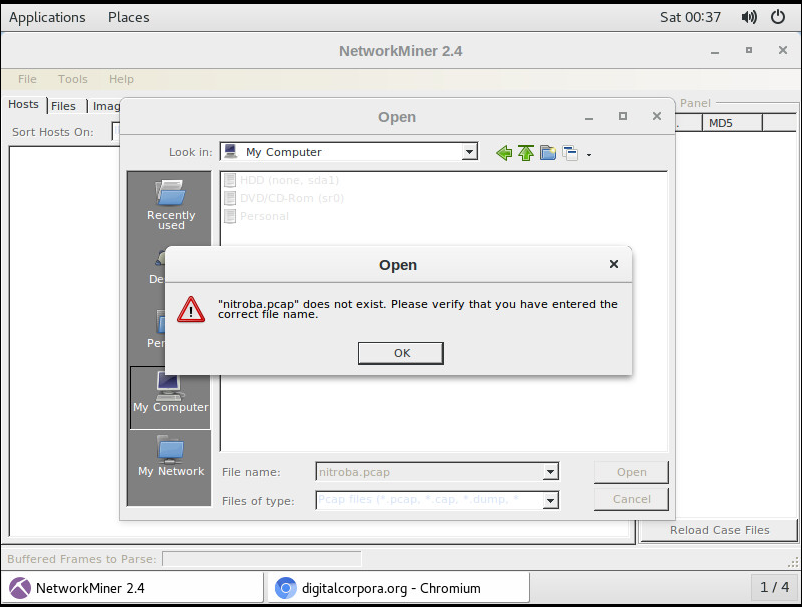 Applications Places Sat 00:37
NetworkMiner 2.4
File Tools Help
Hosts Files Imag
Panel
Sort Hosts On:
MD5
Open
Look in: My Computer
HDD (none, sda1)
DVD/CD-Rom (sr0)
Personal
Recently
used
De
Per
My Computer
My Network
Open
"nitroba.pcap" does not exist. Please verify that you have entered the
correct file name.
OK
File name: nitroba.pcap Open
Files of type: Pcap files (*.pcap, *.cap, *.dump, * Cancel
Reload Case Files
Buffered Frames to Parse:
NetworkMiner 2.4 digitalcorpora.org - Chromium 1 / 4